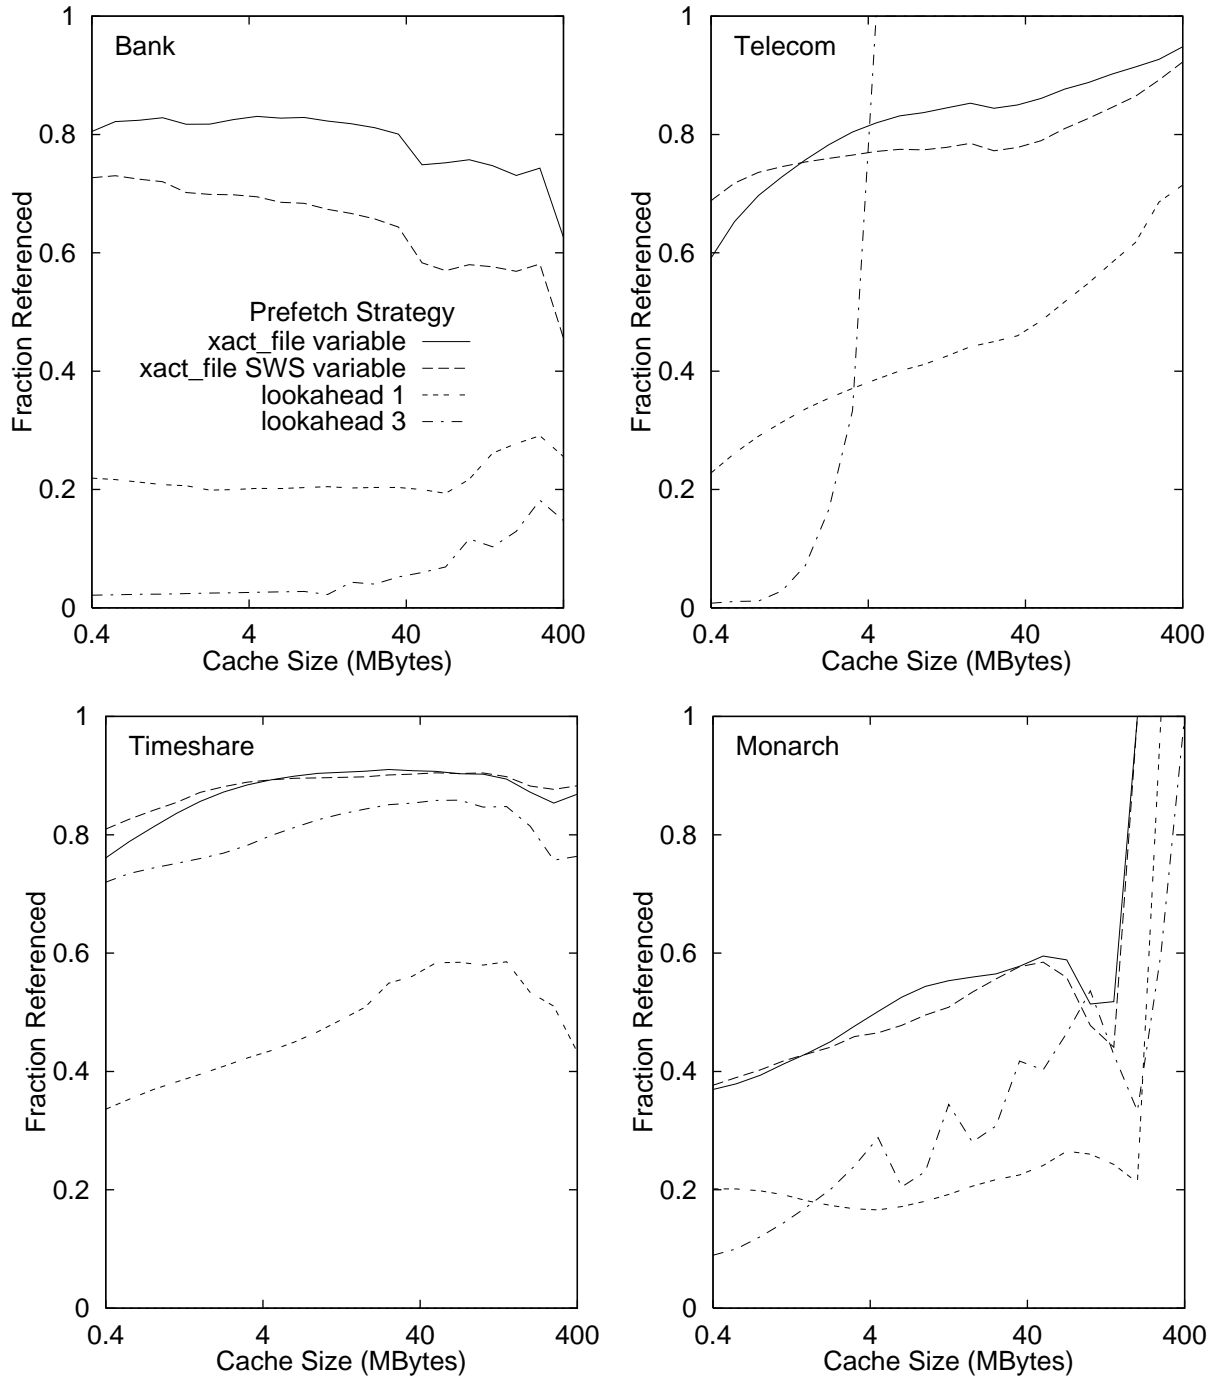 Bank
Fraction Referenced
1
0.8
0.6
0.4
0.2
0
Prefetch Strategy
xact_file variable
xact_file SWS variable
lookahead 1
lookahead 3
0.4 4 40 400
Cache Size (MBytes)
Telecom
Fraction Referenced
1
0.8
0.6
0.4
0.2
0
0.4 4 40 400
Cache Size (MBytes)
Timeshare
Fraction Referenced
1
0.8
0.6
0.4
0.2
0
0.4 4 40 400
Cache Size (MBytes)
Monarch
Fraction Referenced
1
0.8
0.6
0.4
0.2
0
0.4 4 40 400
Cache Size (MBytes)